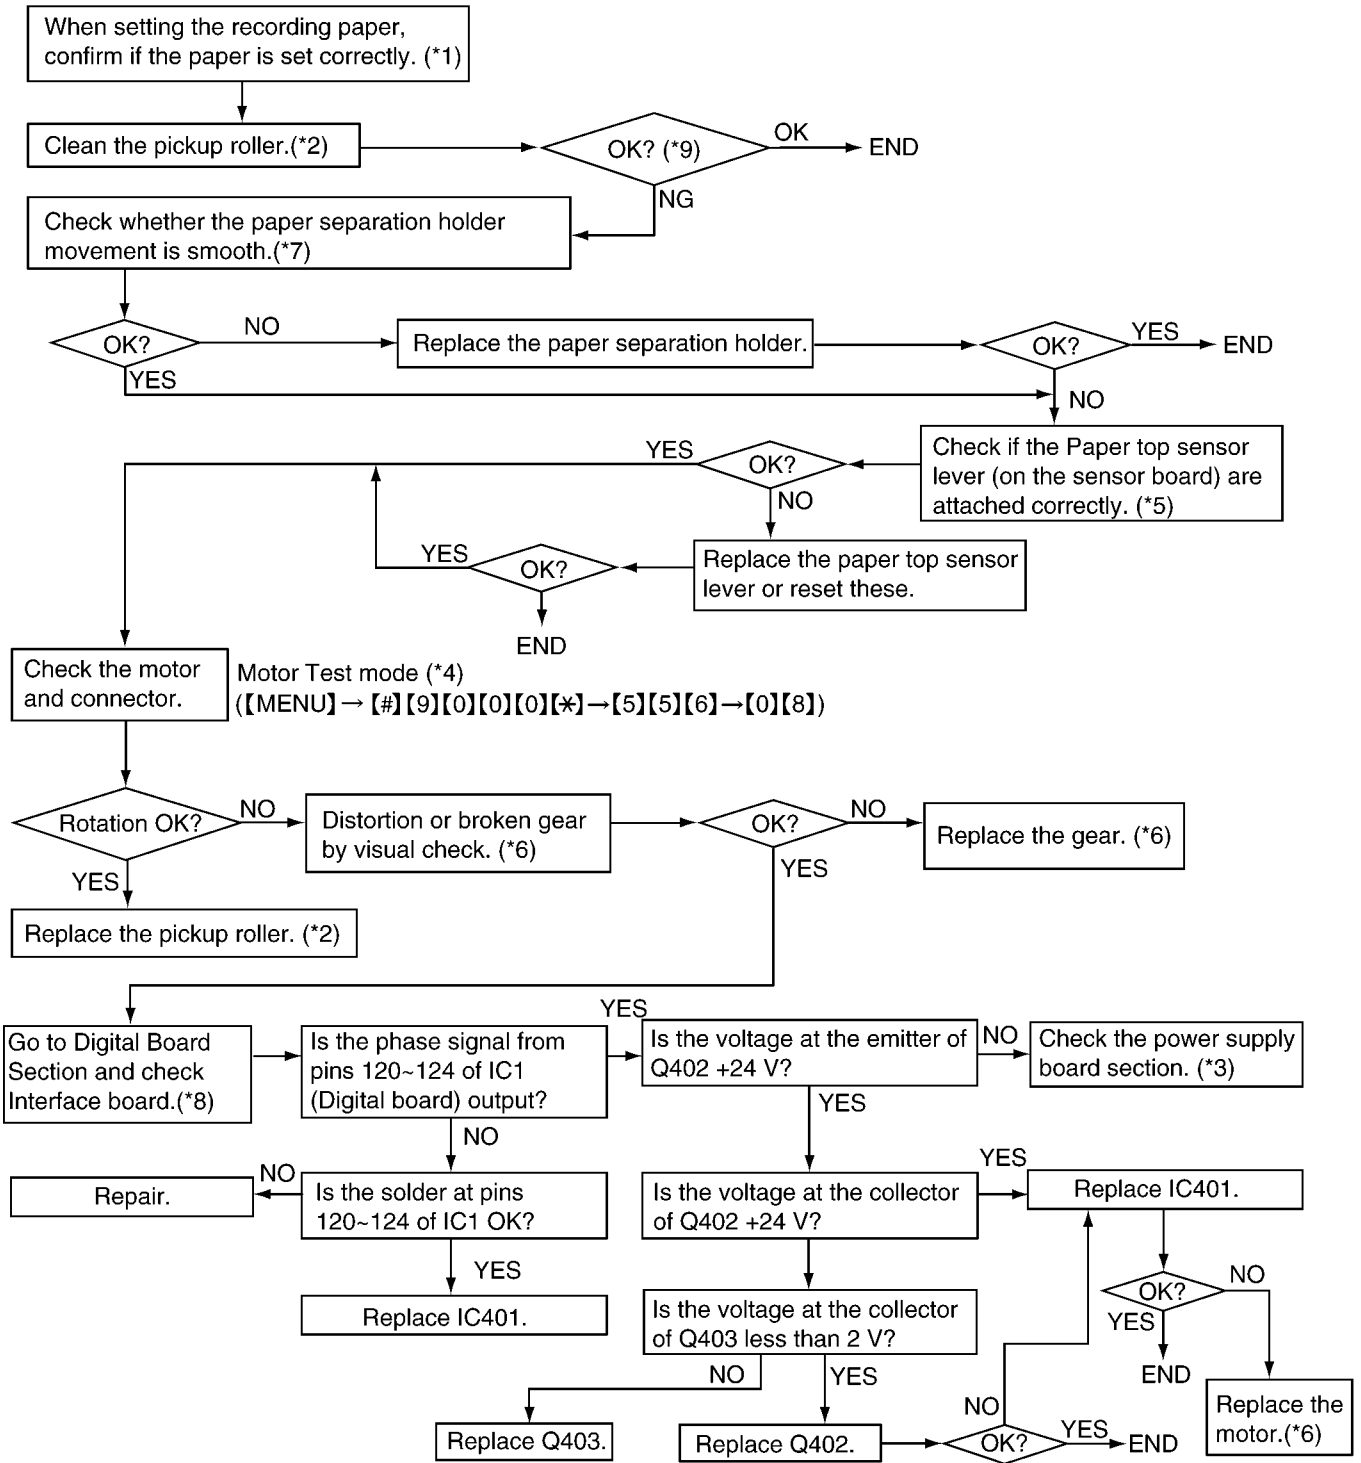 When setting the recording paper,
confirm if the paper is set correctly. (*1)
Clean the pickup roller.(*2)
OK? (*9)
OK
END
NG
Check whether the paper separation holder
movement is smooth.(*7)
OK?
NO
Replace the paper separation holder.
OK?
YES
END
YES
NO
Check if the Paper top sensor
lever (on the sensor board) are
attached correctly. (*5)
OK?
YES
NO
Replace the paper top sensor
lever or reset these.
OK?
YES
END
Check the motor
and connector.
Motor Test mode (*4)
(【MENU】→【#】【9】【0】【0】【0】【*】→【5】【5】【6】→【0】【8】)
Rotation OK?
NO
Distortion or broken gear
by visual check. (*6)
OK?
NO
Replace the gear. (*6)
YES
YES
Replace the pickup roller. (*2)
Go to Digital Board
Section and check
Interface board.(*8)
Is the phase signal from
pins 120~124 of IC1
(Digital board) output?
YES
Is the voltage at the emitter of
Q402 +24 V?
NO
Check the power supply
board section. (*3)
NO
YES
Is the solder at pins
120~124 of IC1 OK?
NO
Repair.
YES
Replace IC401.
Is the voltage at the collector
of Q402 +24 V?
YES
Replace IC401.
OK?
NO
YES
END
Replace the
motor.(*6)
Is the voltage at the collector
of Q403 less than 2 V?
NO
YES
Replace Q403.
Replace Q402.
OK?
NO
YES
END